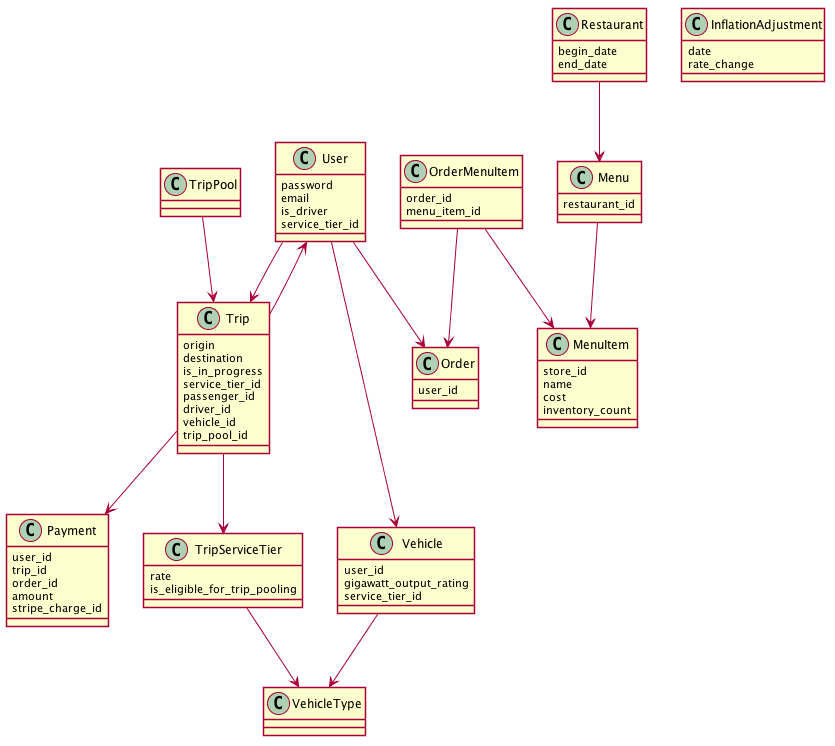 C Restaurant
begin_date
end_date
C InflationAdjustment
date
rate_change
C TripPool
C User
password
email
is_driver
service_tier_id
C OrderMenuItem
order_id
menu_item_id
C Menu
restaurant_id
C Trip
origin
destination
is_in_progress
service_tier_id
passenger_id
driver_id
vehicle_id
trip_pool_id
C Order
user_id
C MenuItem
store_id
name
cost
inventory_count
C Payment
user_id
trip_id
order_id
amount
stripe_charge_id
C TripServiceTier
rate
is_eligible_for_trip_pooling
C Vehicle
user_id
gigawatt_output_rating
service_tier_id
C VehicleType